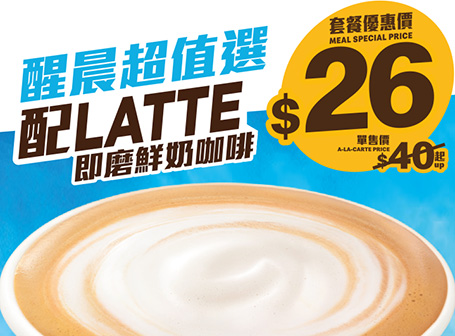 醒晨超值選
配LATTE
即磨鮮奶咖啡
套餐優惠價
MEAL SPECIAL PRICE
$26
單售價
A-LA-CARTE PRICE
$40起
up